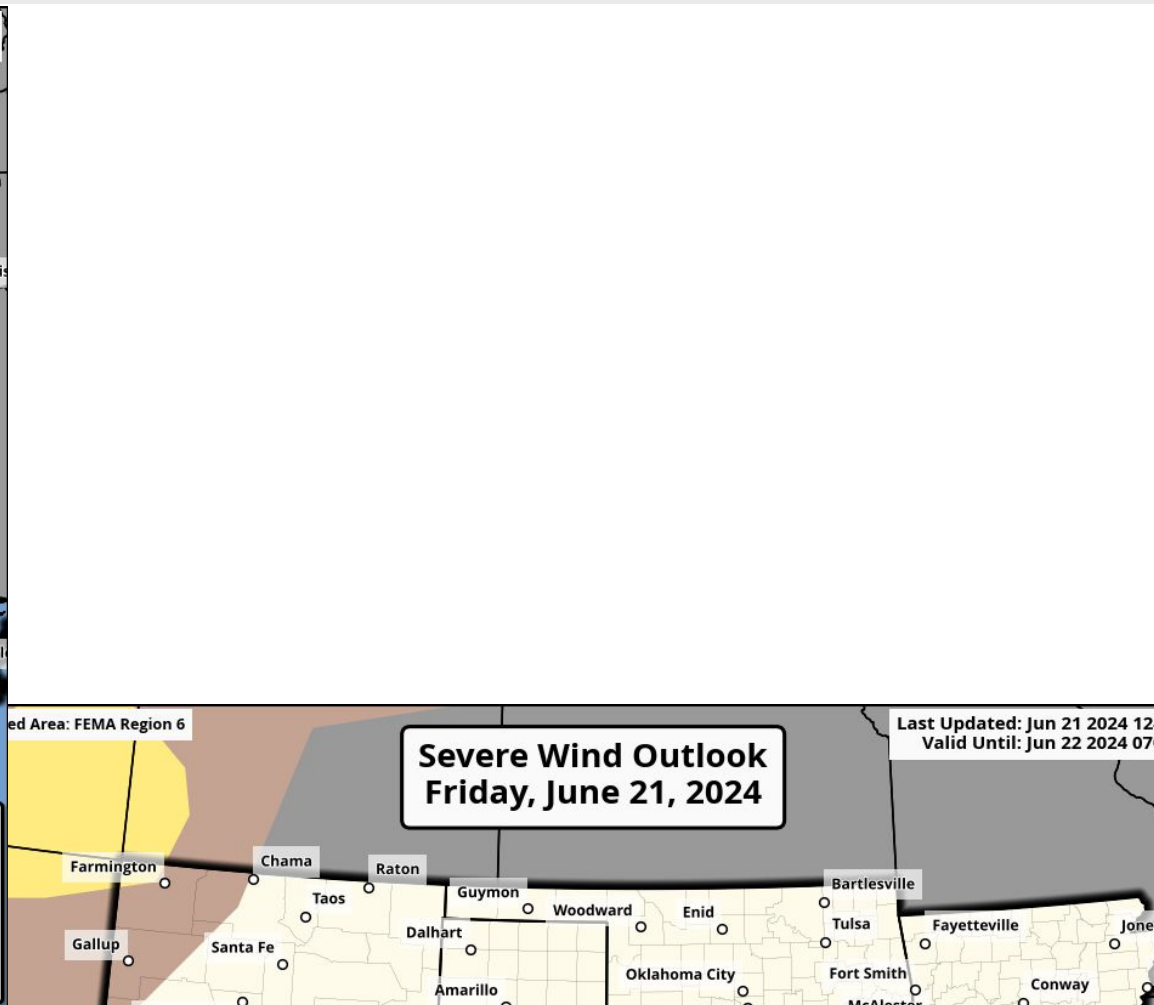 ed Area: FEMA Region 6
Severe Wind Outlook
Friday, June 21, 2024
Last Updated: Jun 21 2024 12
Valid Until: Jun 22 2024 07
Farmington
Chama
Raton
Taos
Guymon
Woodward
Enid
Bartlesville
Tulsa
Fayetteville
Jone
Dalhart
Gallup
Santa Fe
Oklahoma City
Fort Smith
Conway
Amarillo
McAlester